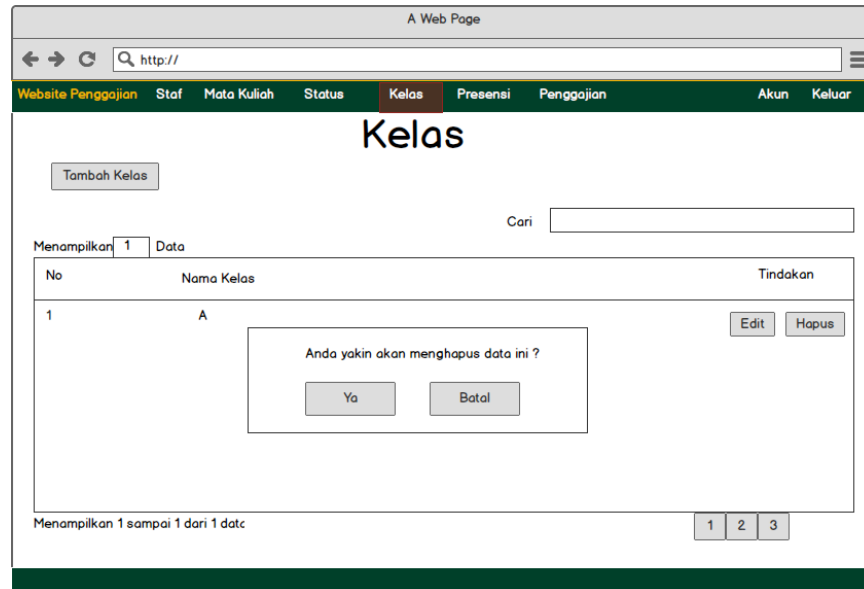 A Web Page
http://
Website Penggajian Staf Mata Kuliah Status Kelas Presensi Penggajian Akun Keluar
Kelas
Tambah Kelas
Cari
Menampilkan 1 Data
No Nama Kelas Tindakan
1 A Edit Hapus
Anda yakin akan menghapus data ini ?
Ya Batal
Menampilkan 1 sampai 1 dari 1 data
1 2 3